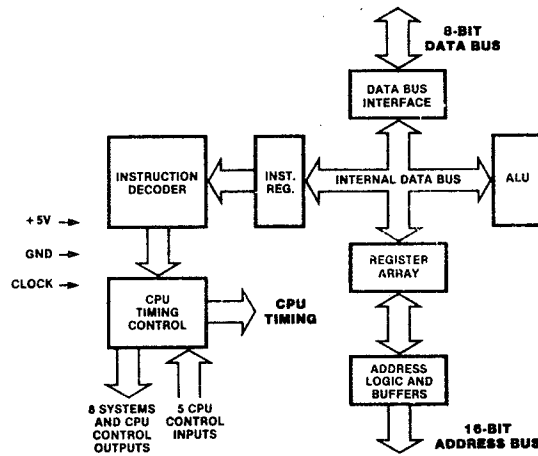 8-BIT
DATA BUS
DATA BUS
INTERFACE
INSTRUCTION
DECODER
INST.
REG.
INTERNAL DATA BUS
ALU
+5V
GND
CLOCK
CPU
TIMING
CONTROL
CPU
TIMING
REGISTER
ARRAY
ADDRESS
LOGIC AND
BUFFERS
8 SYSTEMS
AND CPU
CONTROL
OUTPUTS
5 CPU
CONTROL
INPUTS
16-BIT
ADDRESS BUS